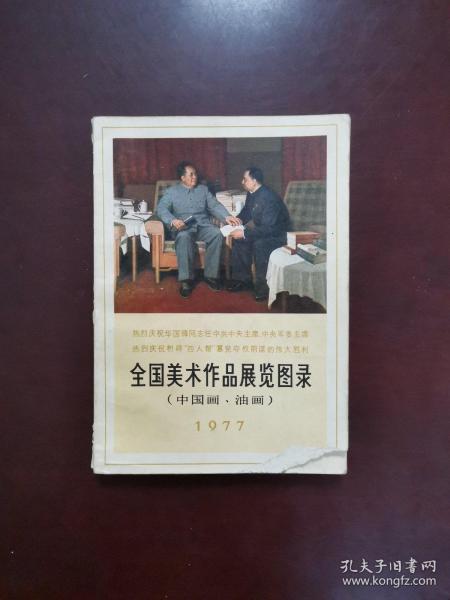 热烈庆祝华国锋同志任中共中央主席、中央军委主席
热烈庆祝粉碎“四人帮”篡党夺权阴谋的伟大胜利
全国美术作品展览图录
（中国画、油画）
1977
孔夫子旧书网
www.kongfz.com